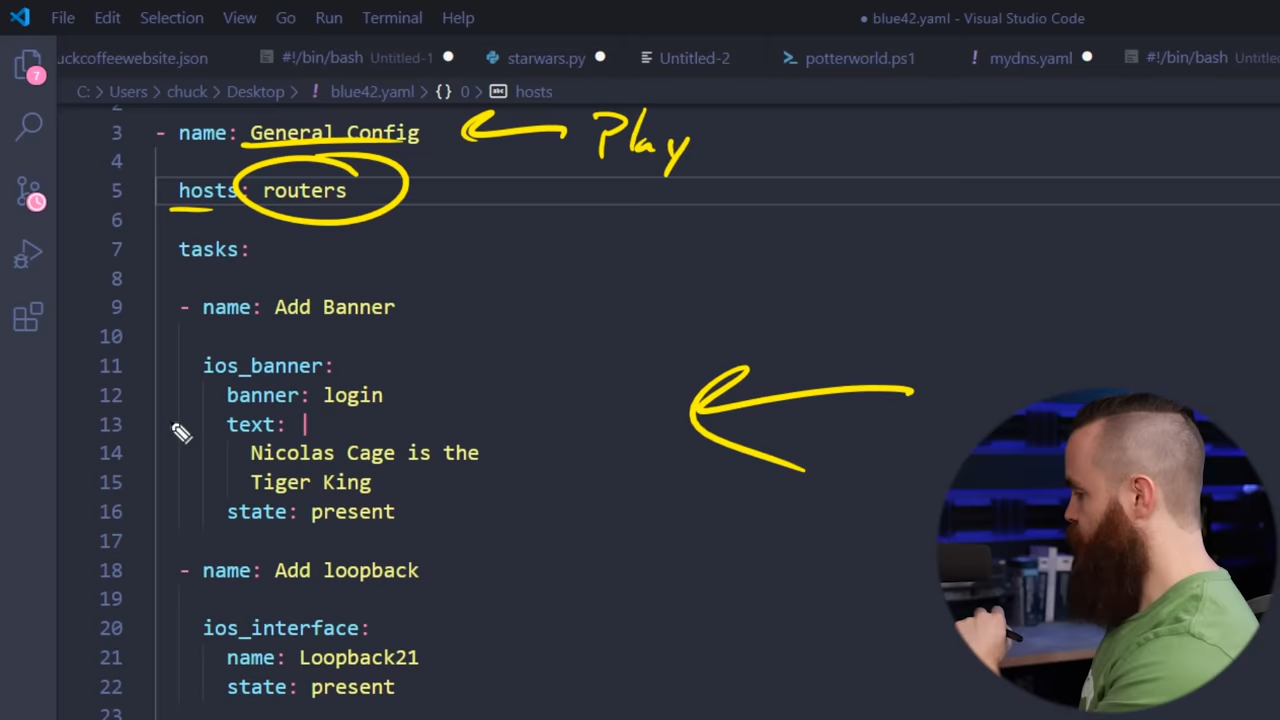 File Edit Selection View Go Run Terminal Help ● blue42.yaml - Visual Studio Code
uckcoffeewebsite.json #!/bin/bash Untitled-1 ● starwars.py ● Untitled-2 potterworld.ps1 ! mydns.yaml ● #!/bin/bash Untitle
7
C: > Users > chuck > Desktop > ! blue42.yaml > {} 0 > abc hosts
2
3 - name: General Config Play
4
5 hosts: routers
6
7 tasks:
8
9 - name: Add Banner
10
11 ios_banner:
12 banner: login
13 text: |
14 Nicolas Cage is the
15 Tiger King
16 state: present
17
18 - name: Add loopback
19
20 ios_interface:
21 name: Loopback21
22 state: present
23